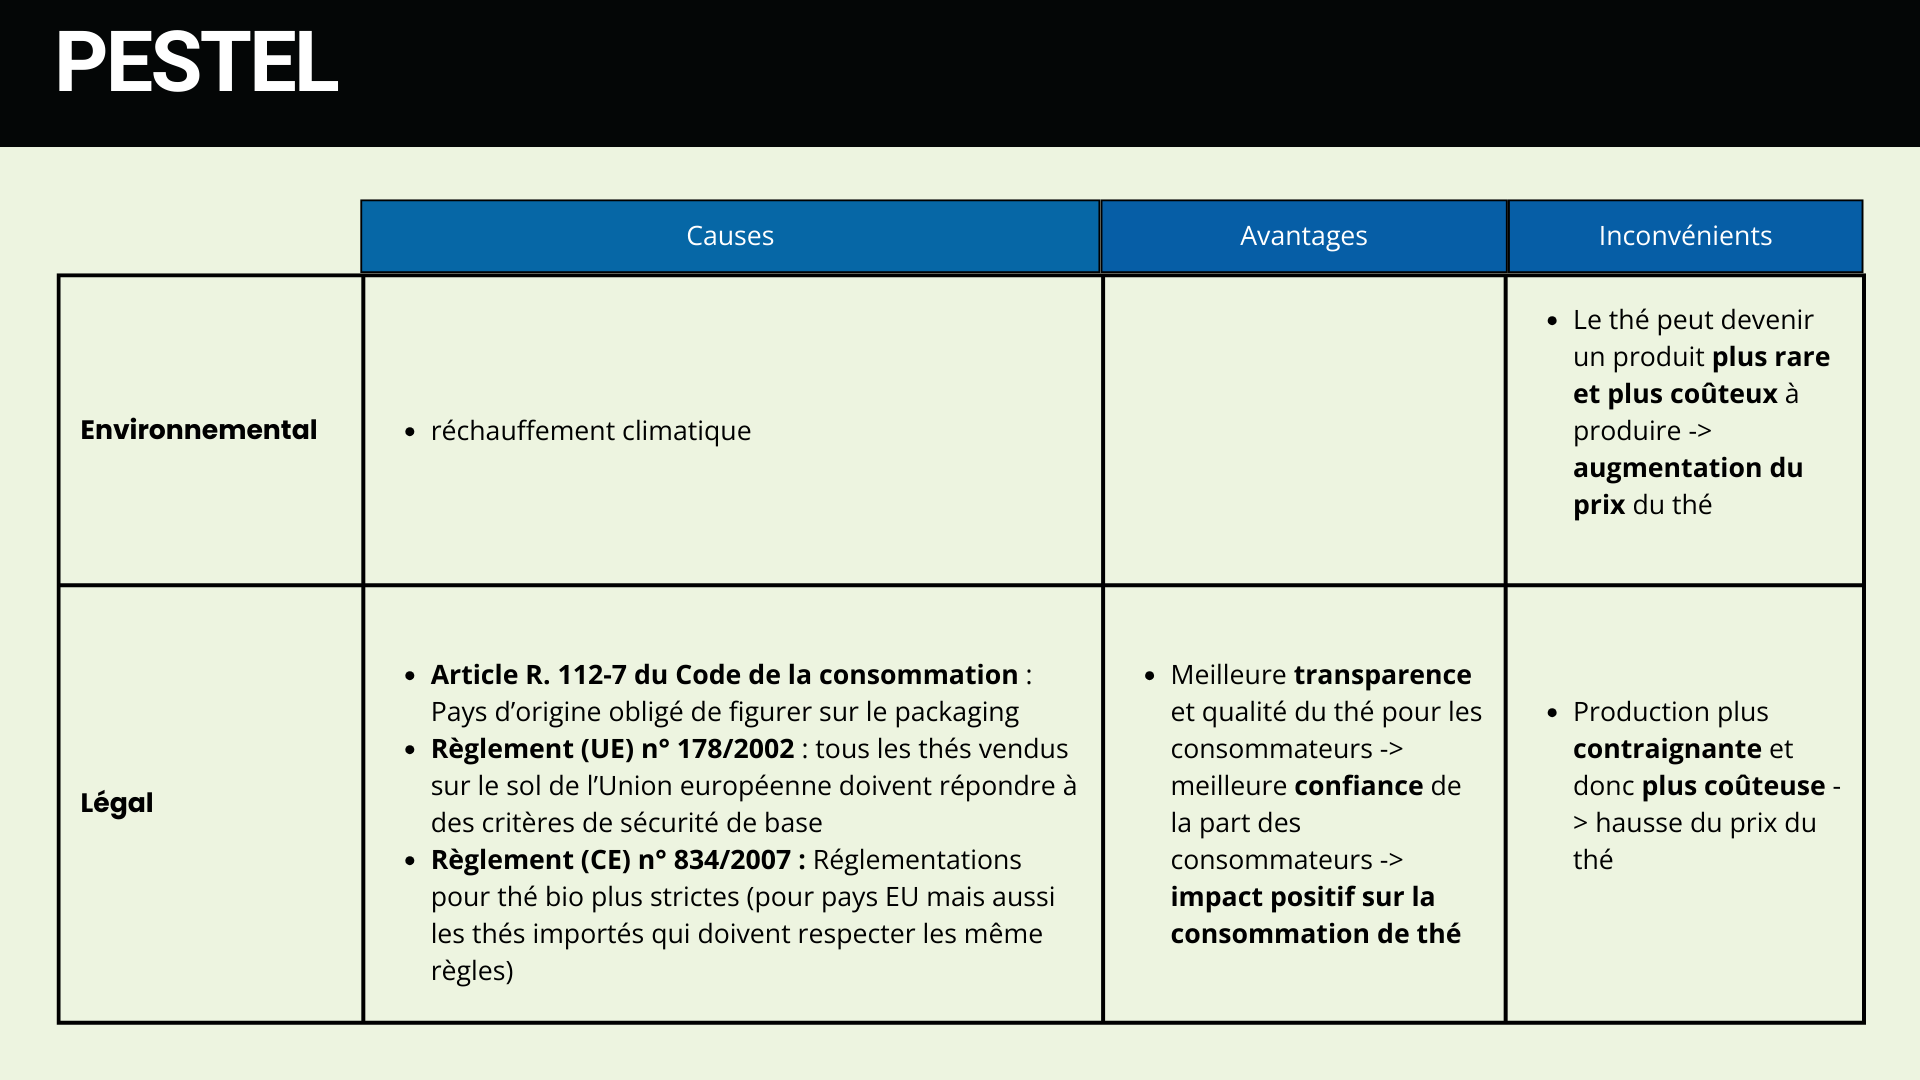 PESTEL
Causes
Avantages
Inconvénients
Environnemental
• réchauffement climatique
• Le thé peut devenir
un produit plus rare
et plus coûteux à
produire ->
augmentation du
prix du thé
Légal
• Article R. 112-7 du Code de la consommation :
Pays d’origine obligé de figurer sur le packaging
• Règlement (UE) n° 178/2002 : tous les thés vendus
sur le sol de l’Union européenne doivent répondre à
des critères de sécurité de base
• Règlement (CE) n° 834/2007 : Réglementations
pour thé bio plus strictes (pour pays EU mais aussi
les thés importés qui doivent respecter les même
règles)
• Meilleure transparence
et qualité du thé pour les
consommateurs ->
meilleure confiance de
la part des
consommateurs ->
impact positif sur la
consommation de thé
• Production plus
contraignante et
donc plus coûteuse -
> hausse du prix du
thé